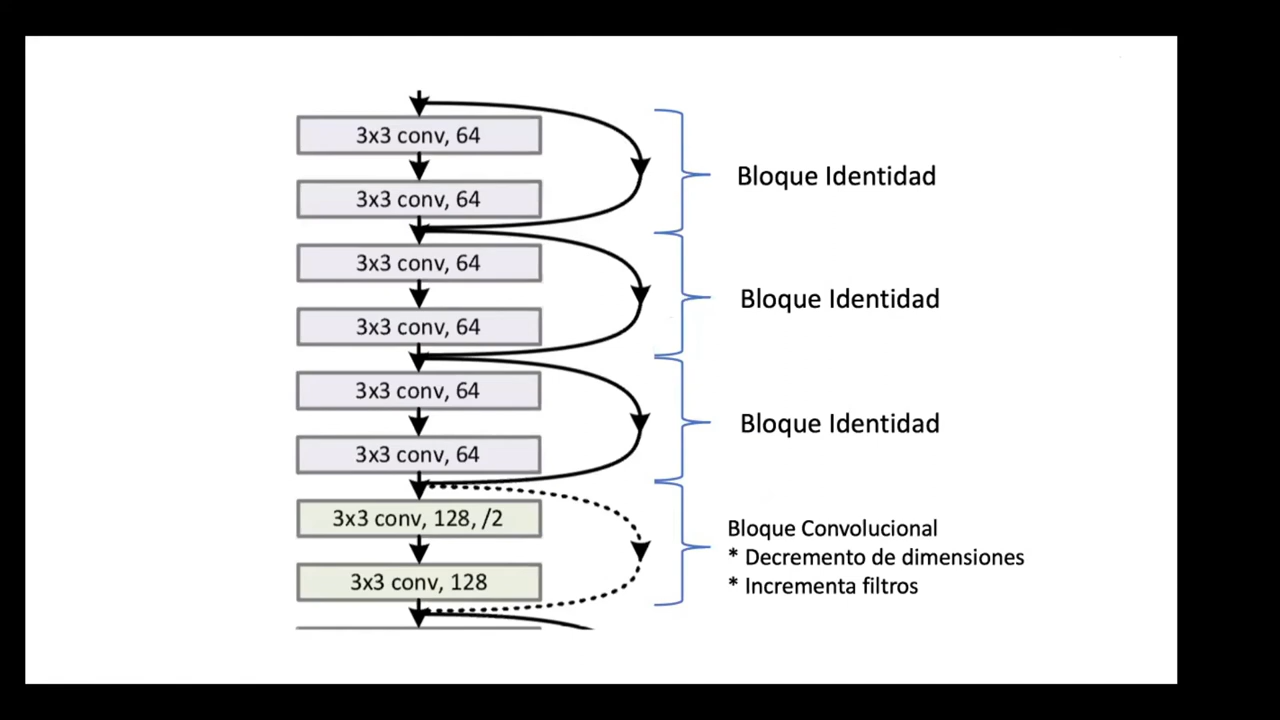 3x3 conv, 64
3x3 conv, 64
Bloque Identidad
3x3 conv, 64
3x3 conv, 64
Bloque Identidad
3x3 conv, 64
3x3 conv, 64
Bloque Identidad
3x3 conv, 128, /2
3x3 conv, 128
Bloque Convolucional
* Decremento de dimensiones
* Incrementa filtros